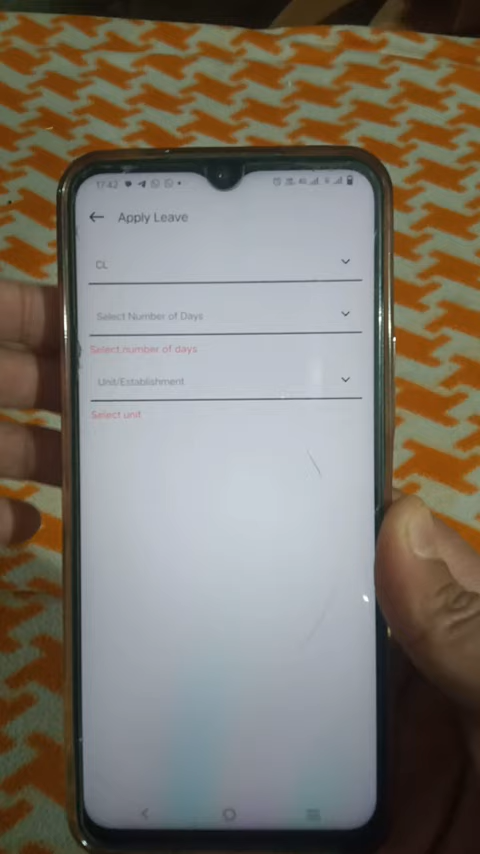 17:42
Apply Leave
CL
Select Number of Days
Select number of days
Unit/Establishment
Select unit